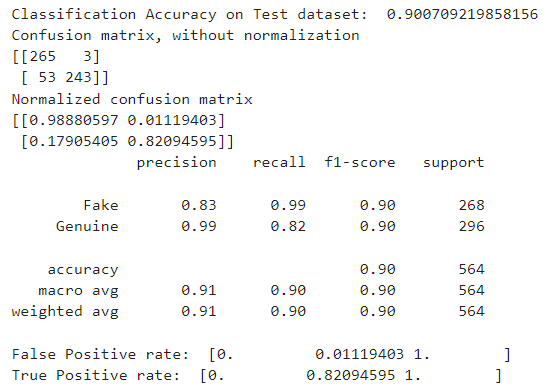 Classification Accuracy on Test dataset:  0.900709219858156
Confusion matrix, without normalization
[[265   3]
 [ 53 243]]
Normalized confusion matrix
[[0.98880597 0.01119403]
 [0.17905405 0.82094595]]
              precision    recall  f1-score   support

        Fake       0.83      0.99      0.90       268
     Genuine       0.99      0.82      0.90       296

    accuracy                           0.90       564
   macro avg       0.91      0.90      0.90       564
weighted avg       0.91      0.90      0.90       564

False Positive rate:  [0.         0.01119403 1.        ]
True Positive rate:  [0.         0.82094595 1.        ]